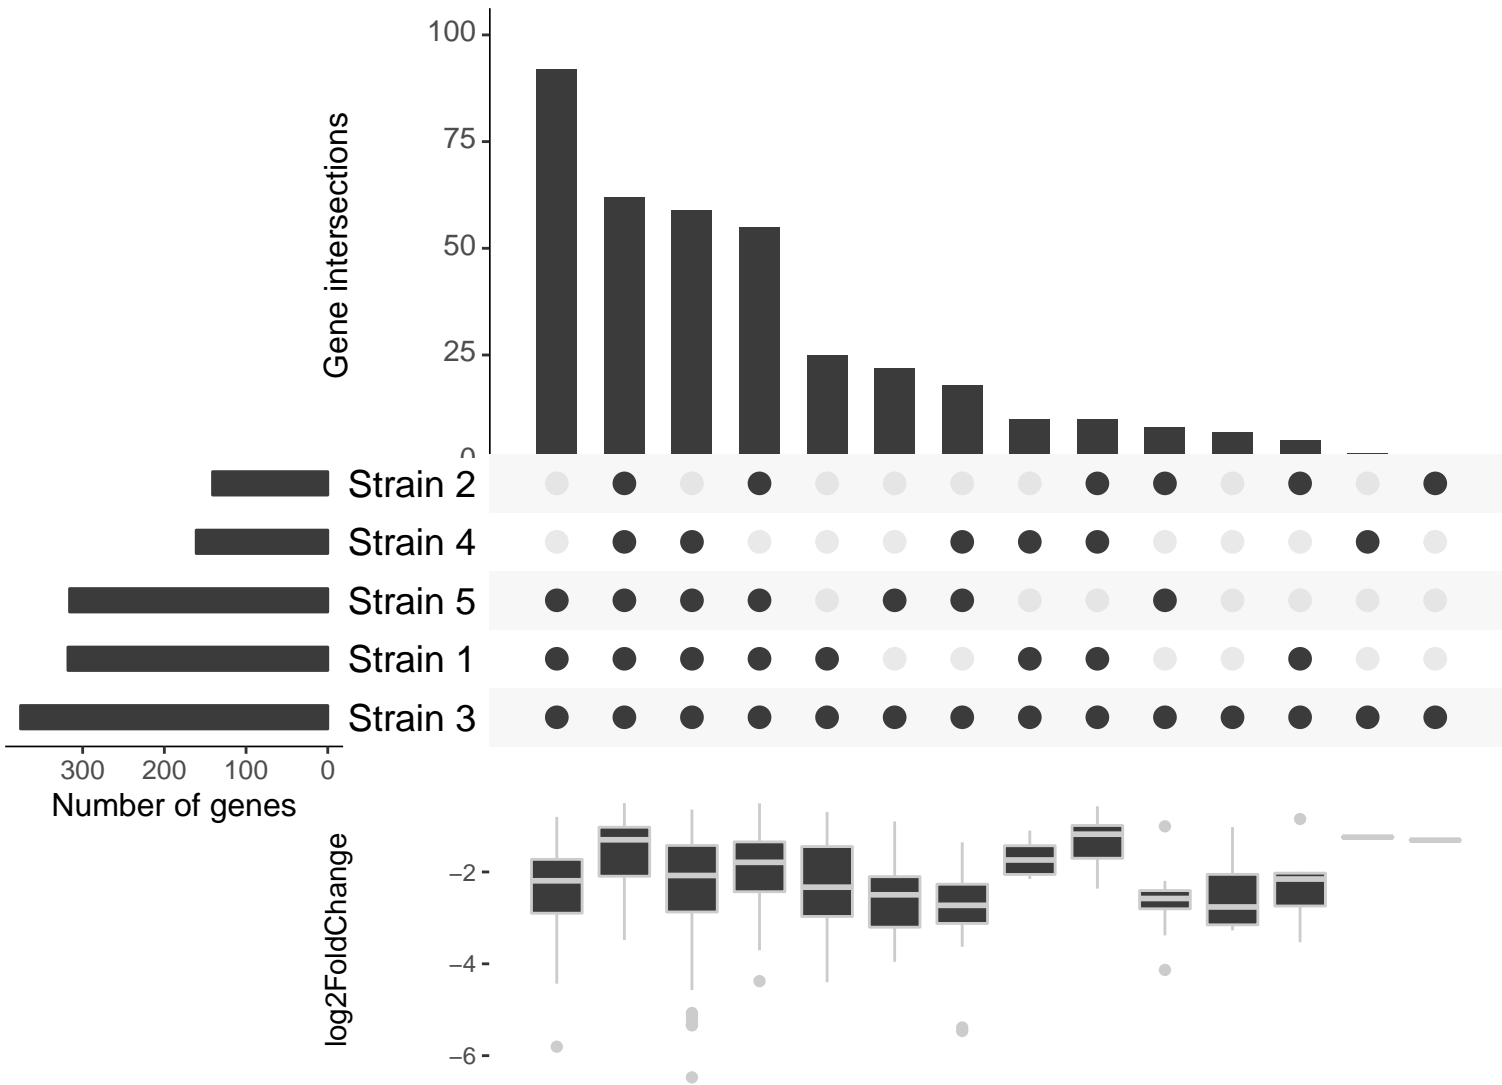 100
75
50
25
0
Gene intersections
Strain 2
Strain 4
Strain 5
Strain 1
Strain 3
300 200 100 0
Number of genes
log2FoldChange
−2
−4
−6